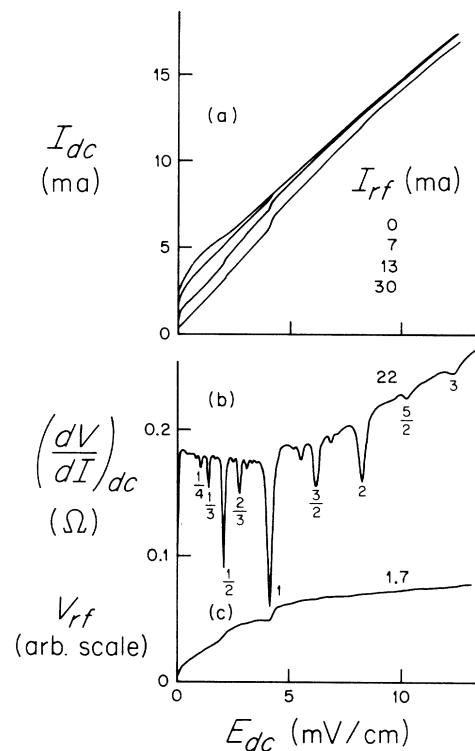 15
(a)
I_dc
(ma)
10
I_rf (ma)
0
7
13
30
5
0
(b)
22
3
5/2
(dV/dI)_dc
(Ω)
0.2
1/4
1/3
2/3
3/2
2
0.1
1/2
1
(c)
1.7
V_rf
(arb. scale)
0
0
5
10
E_dc (mV/cm)